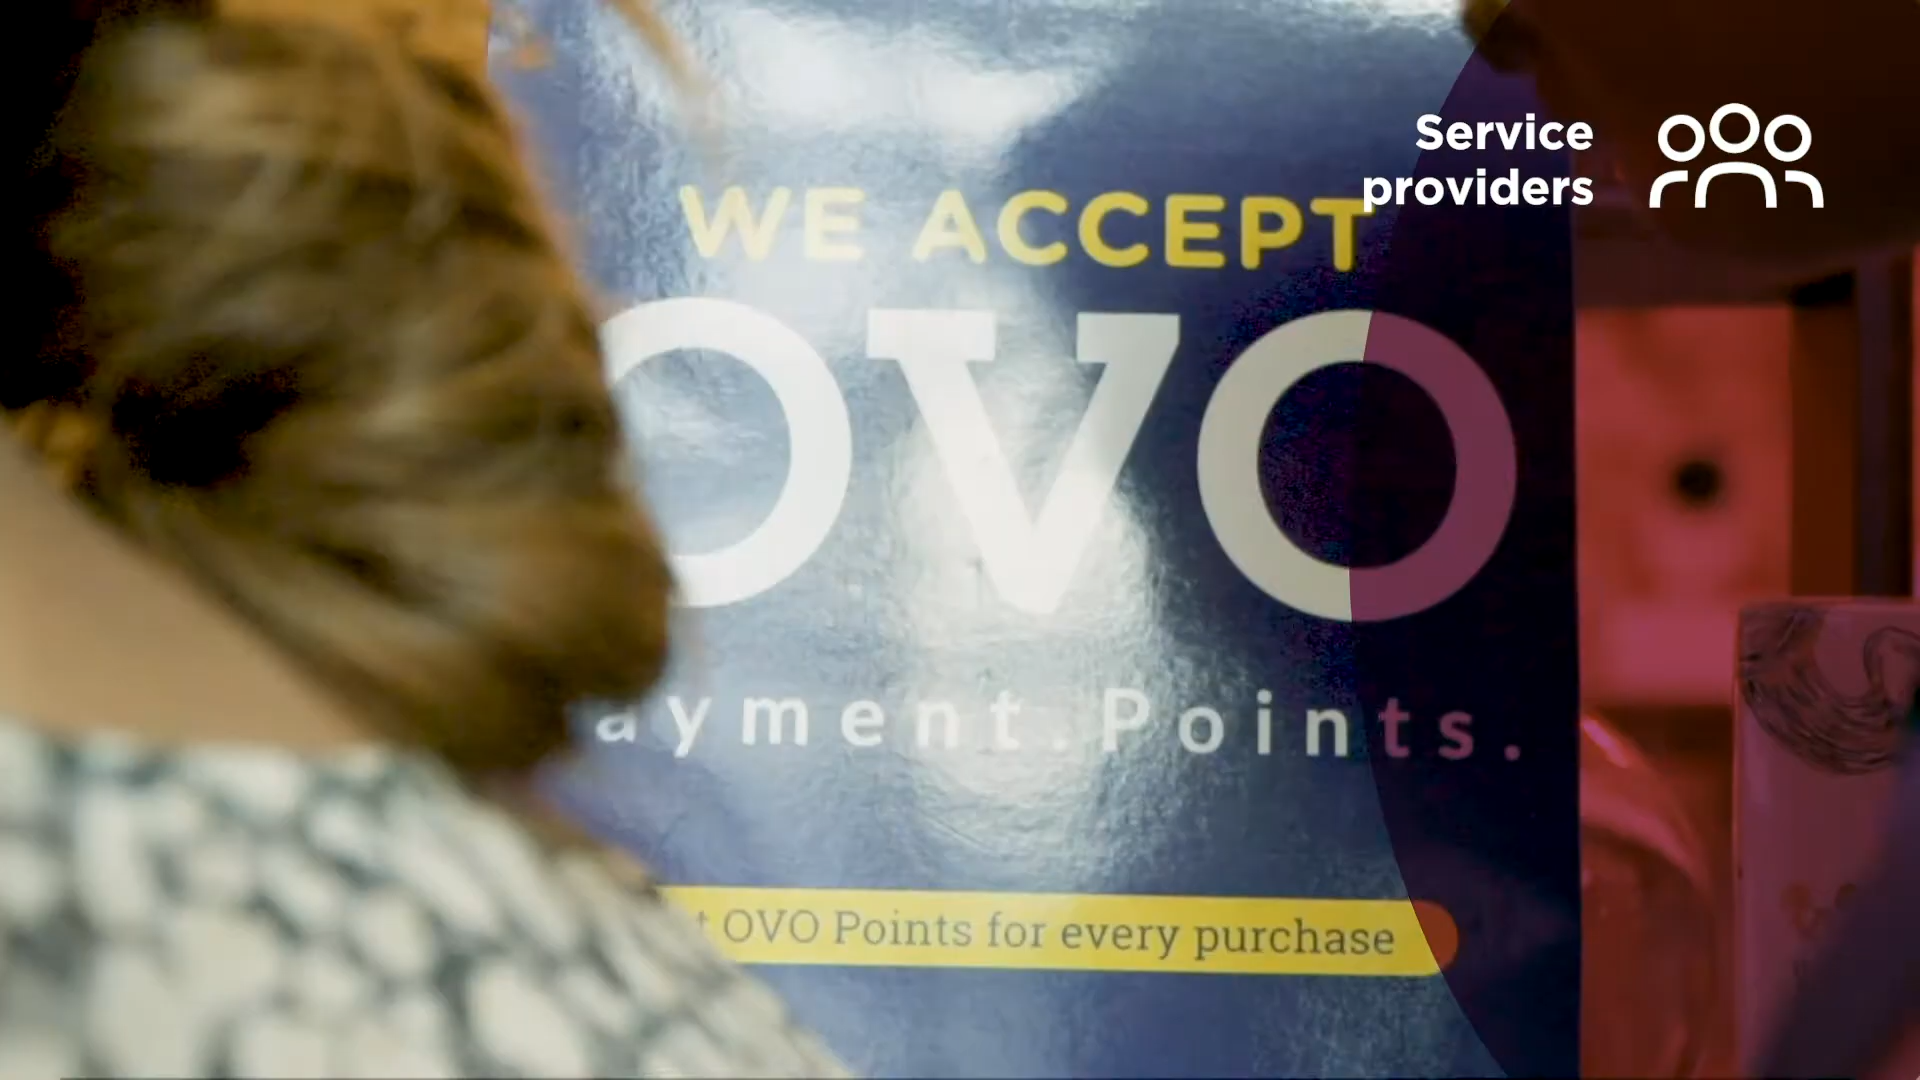 Service
providers
WE ACCEPT
OVO
ayment.Points.
OVO Points for every purchase